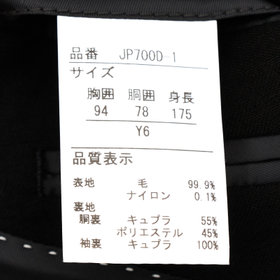 品番 JP700D-1
サイズ
胸囲 胴囲 身長
94 78 175
Y6
品質表示
表地 毛 99.9%
ナイロン 0.1%
裏地
胴裏 キュプラ 55%
ポリエステル 45%
袖裏 キュプラ 100%